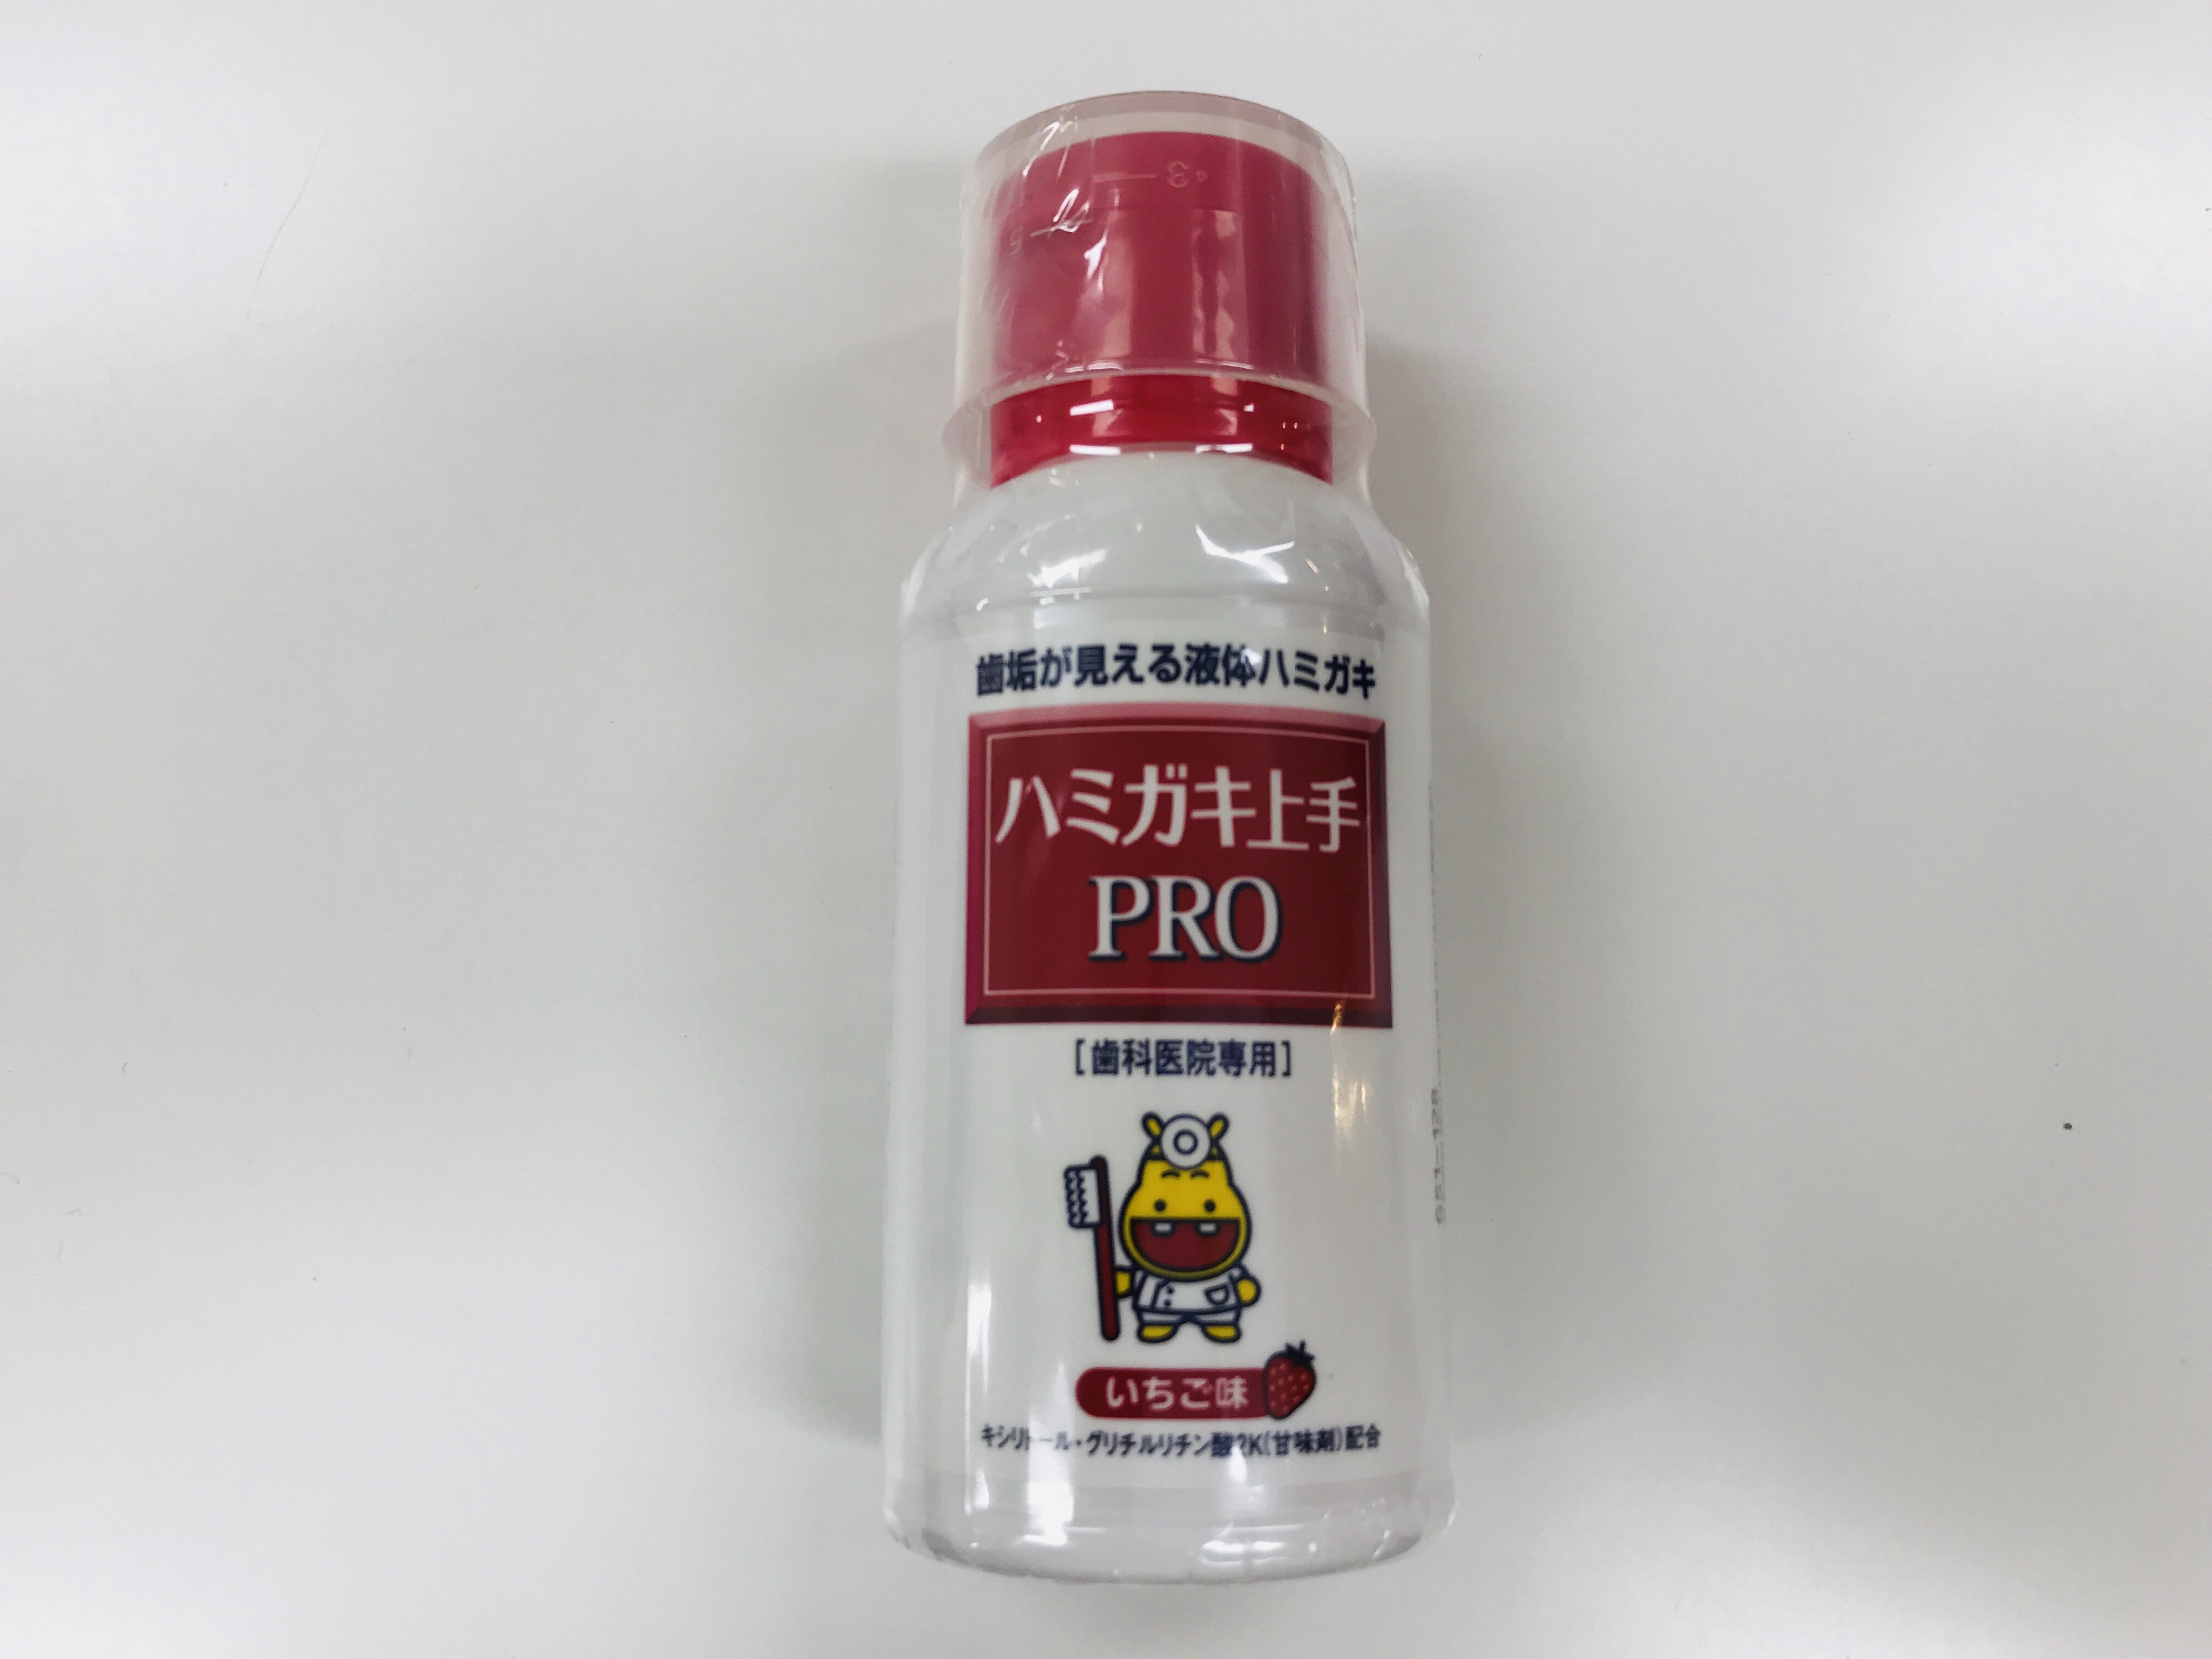 3
5
歯垢が見える液体ハミガキ
ハミガキ上手
PRO
[歯科医院専用]
いちご味
キシリトール・グリチルリチン酸2K(甘味剤)配合